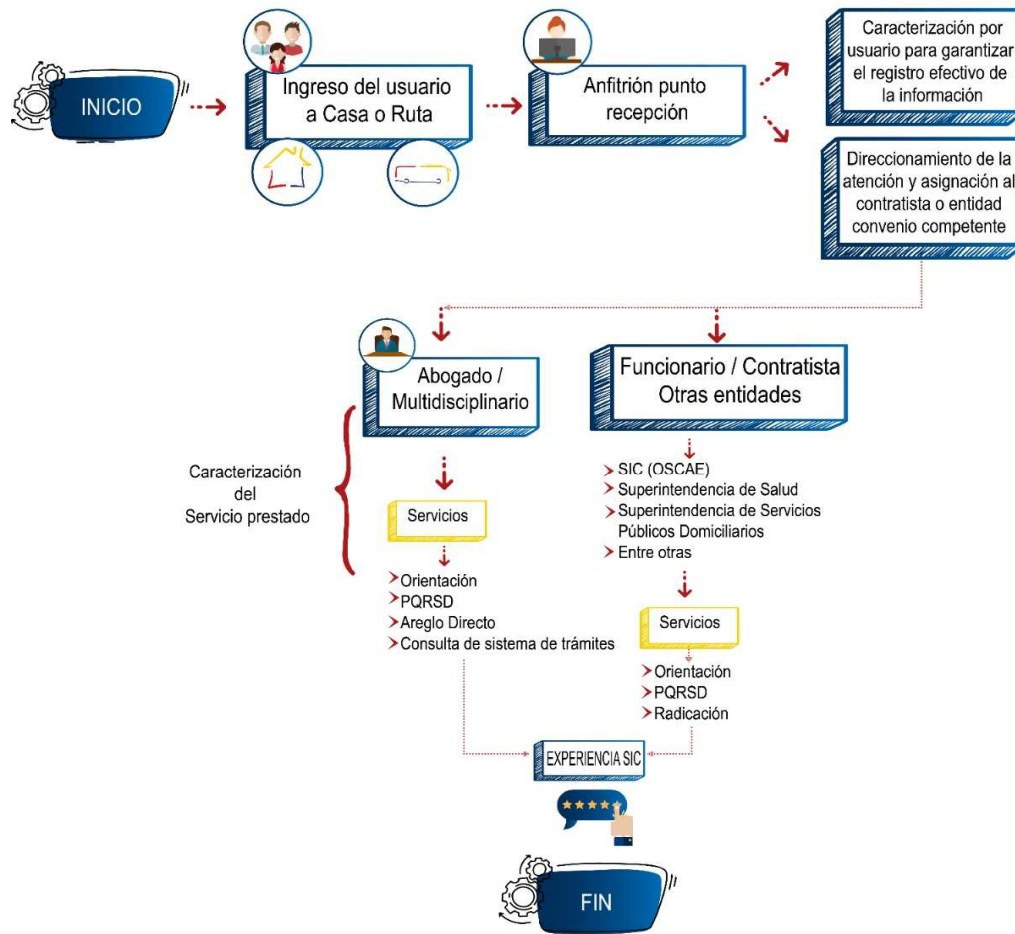 INICIO
Ingreso del usuario
a Casa o Ruta
Anfitrión punto
recepción
Caracterización por
usuario para garantizar
el registro efectivo de
la información
Direccionamiento de la
atención y asignación al
contratista o entidad
convenio competente
Abogado /
Multidisciplinario
Funcionario / Contratista
Otras entidades
Caracterización
del
Servicio prestado
Servicios
Orientación
PQRSD
Areglo Directo
Consulta de sistema de trámites
SIC (OSCAE)
Superintendencia de Salud
Superintendencia de Servicios
Públicos Domiciliarios
Entre otras
Servicios
Orientación
PQRSD
Radicación
EXPERIENCIA SIC
FIN